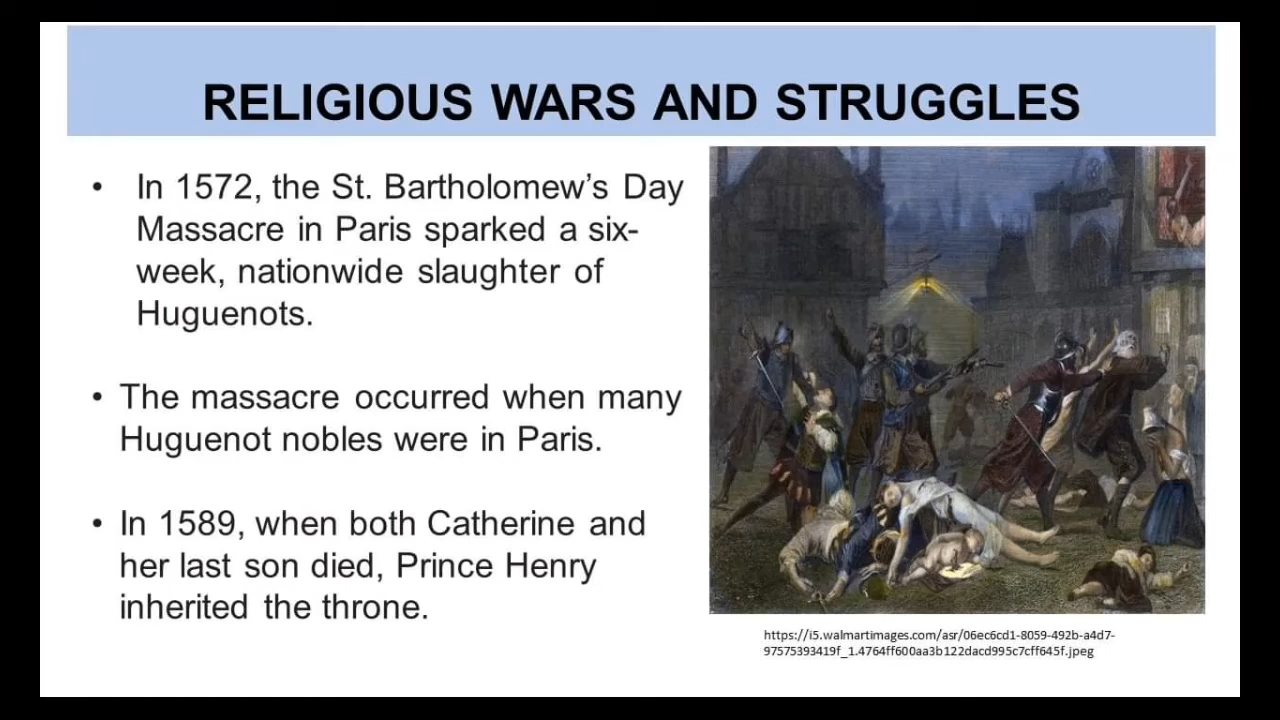 RELIGIOUS WARS AND STRUGGLES
• In 1572, the St. Bartholomew’s Day
Massacre in Paris sparked a six-
week, nationwide slaughter of
Huguenots.
• The massacre occurred when many
Huguenot nobles were in Paris.
• In 1589, when both Catherine and
her last son died, Prince Henry
inherited the throne.
https://i5.walmartimages.com/asr/06ec6cd1-8059-492b-a4d7-
97575393419f_1.4764ff600aa3b122dacd995c7cff645f.jpeg